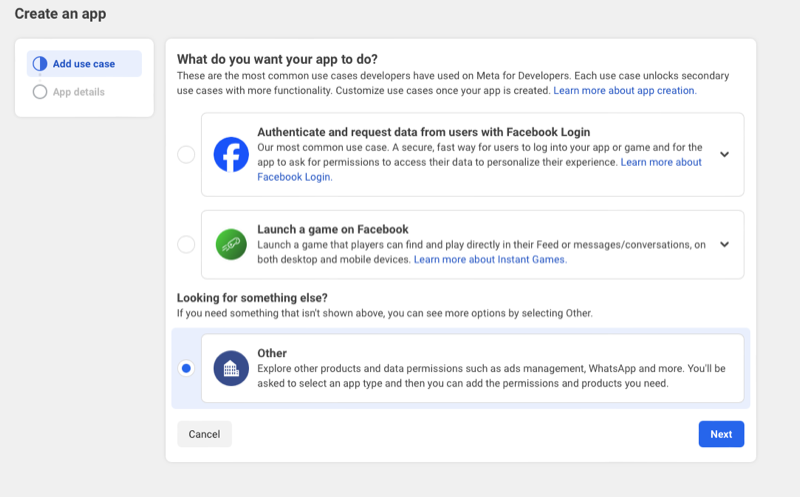 Create an app
Add use case
App details
What do you want your app to do?
These are the most common use cases developers have used on Meta for Developers. Each use case unlocks secondary
use cases with more functionality. Customize use cases once your app is created. Learn more about app creation.
Authenticate and request data from users with Facebook Login
Our most common use case. A secure, fast way for users to log into your app or game and for the
app to ask for permissions to access their data to personalize their experience. Learn more about
Facebook Login.
Launch a game on Facebook
Launch a game that players can find and play directly in their Feed or messages/conversations, on
both desktop and mobile devices. Learn more about Instant Games.
Looking for something else?
If you need something that isn't shown above, you can see more options by selecting Other.
Other
Explore other products and data permissions such as ads management, WhatsApp and more. You'll be
asked to select an app type and then you can add the permissions and products you need.
Cancel
Next